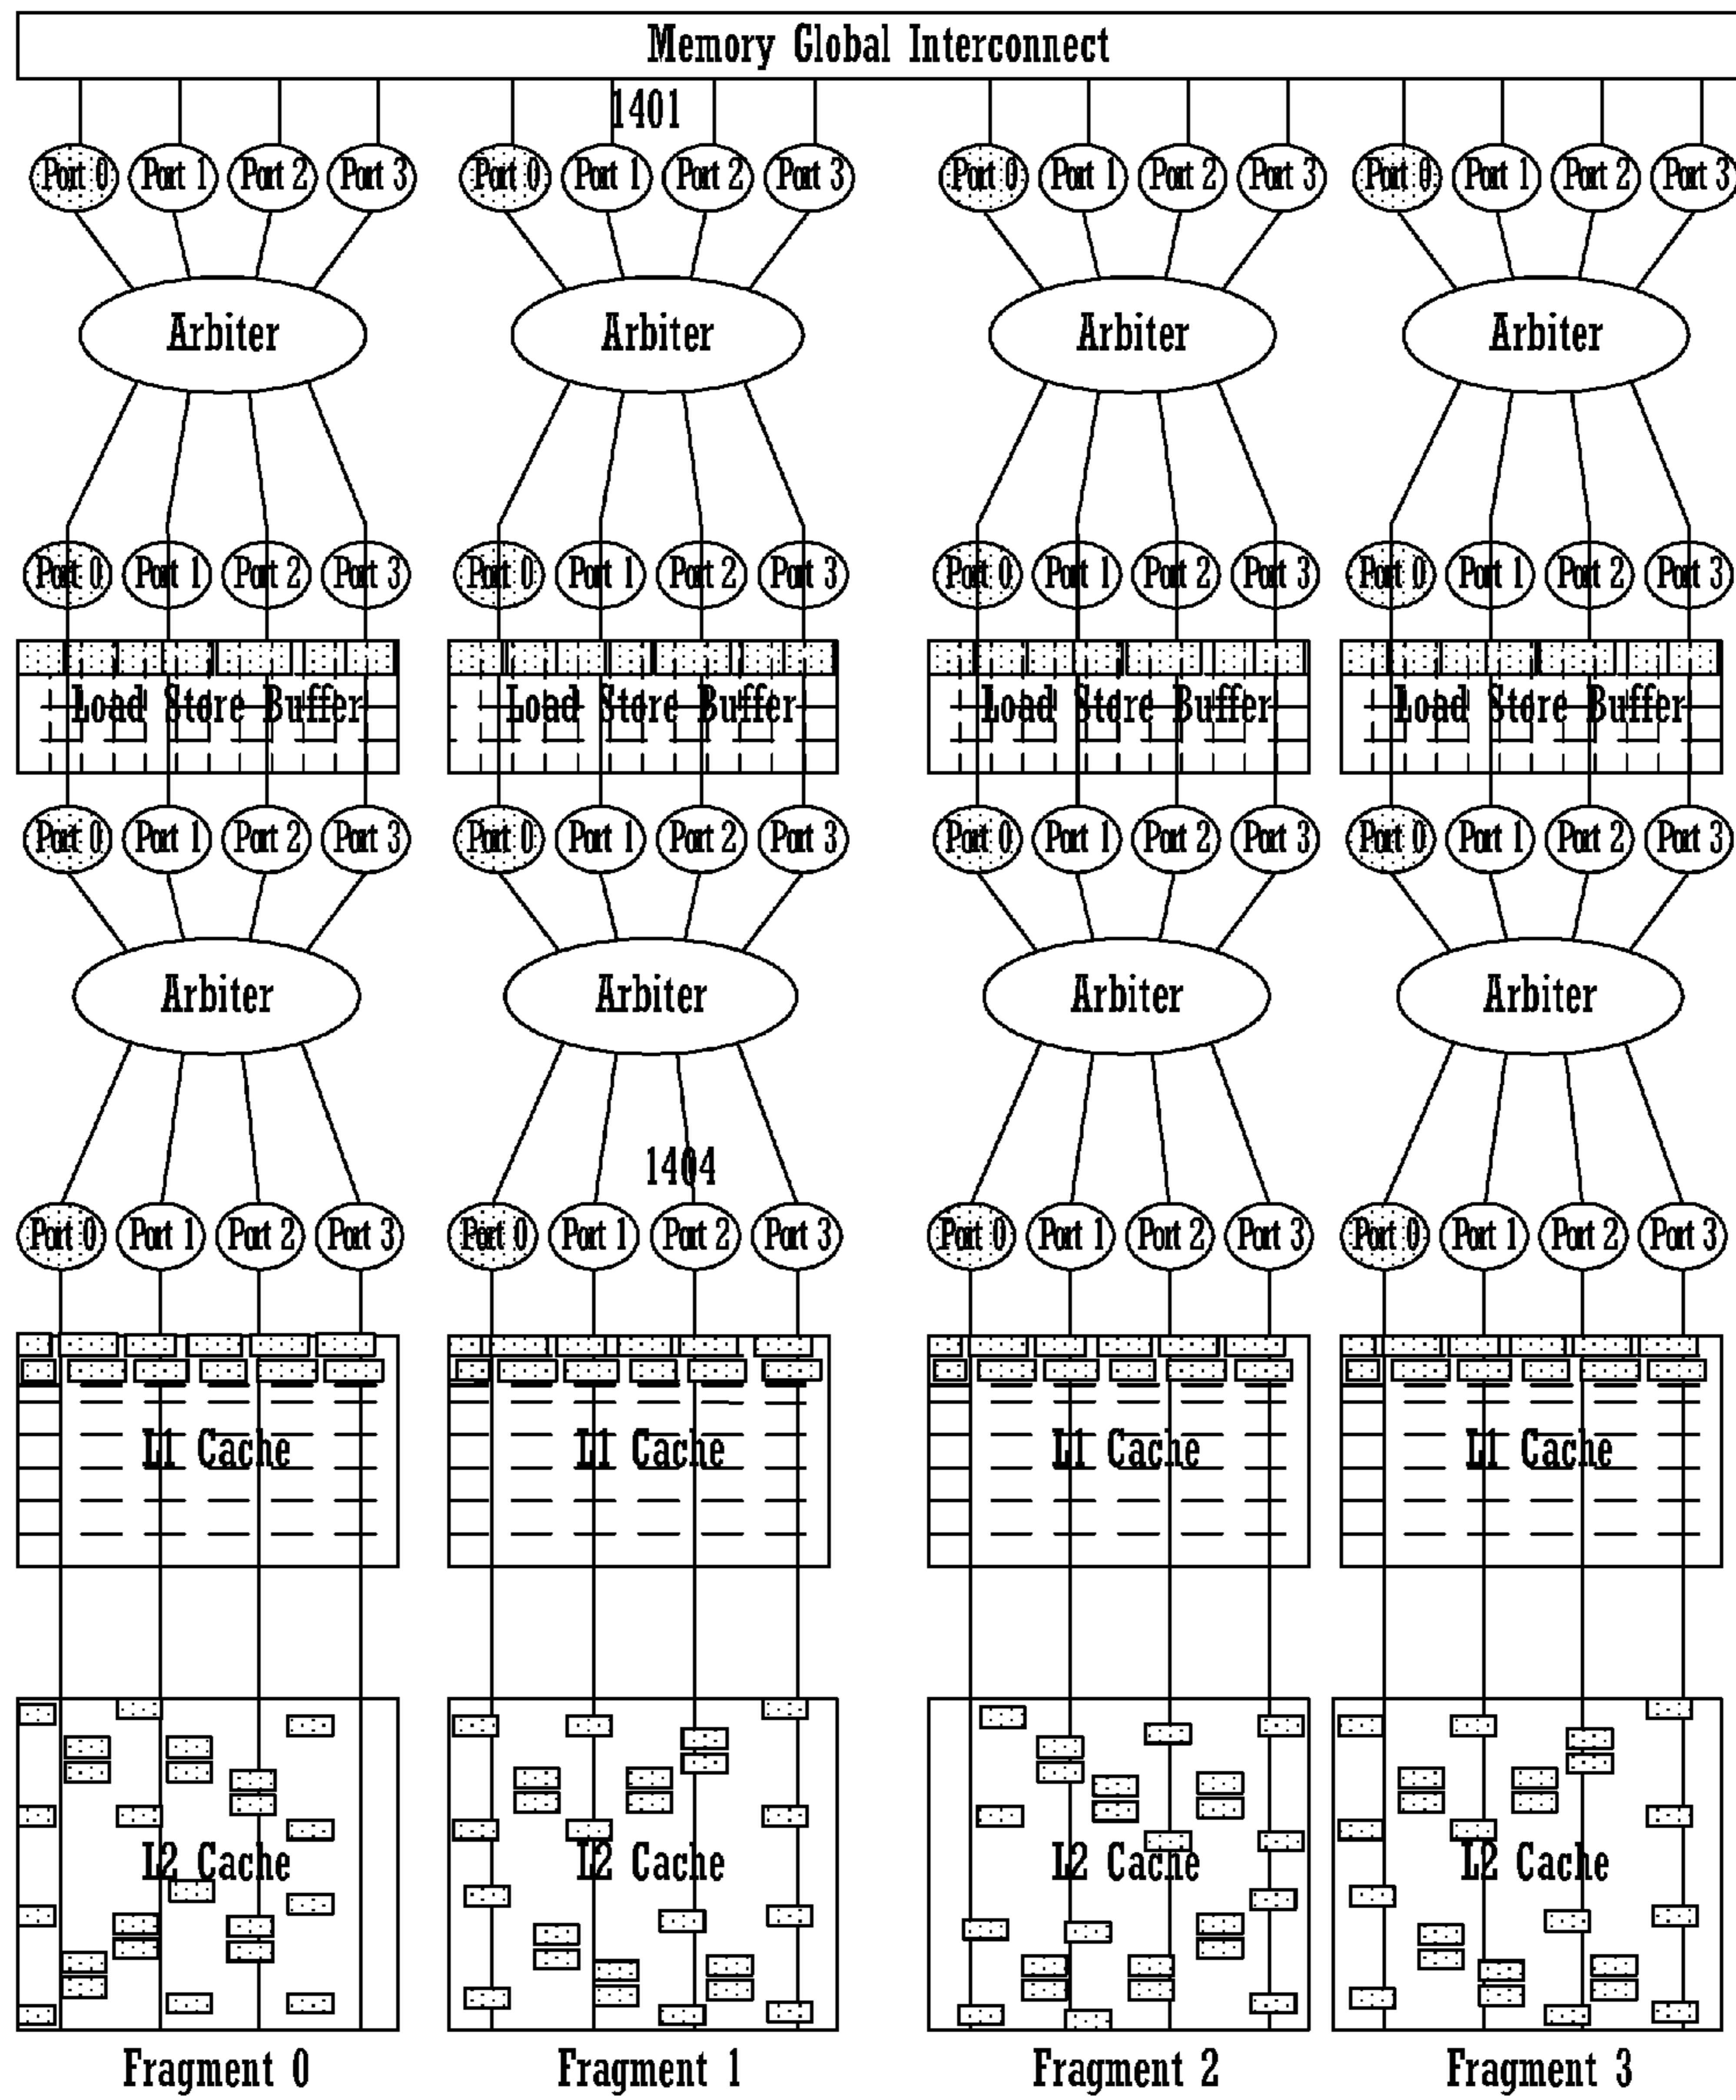 Memory Global Interconnect
1401
Port 0 Port 1 Port 2 Port 3 Port 0 Port 1 Port 2 Port 3 Port 0 Port 1 Port 2 Port 3 Port 0 Port 1 Port 2 Port 3
Arbiter Arbiter Arbiter Arbiter
Port 0 Port 1 Port 2 Port 3 Port 0 Port 1 Port 2 Port 3 Port 0 Port 1 Port 2 Port 3 Port 0 Port 1 Port 2 Port 3
Load Store Buffer Load Store Buffer Load Store Buffer Load Store Buffer
Port 0 Port 1 Port 2 Port 3 Port 0 Port 1 Port 2 Port 3 Port 0 Port 1 Port 2 Port 3 Port 0 Port 1 Port 2 Port 3
Arbiter Arbiter Arbiter Arbiter
1404
Port 0 Port 1 Port 2 Port 3 Port 0 Port 1 Port 2 Port 3 Port 0 Port 1 Port 2 Port 3 Port 0 Port 1 Port 2 Port 3
L1 Cache L1 Cache L1 Cache L1 Cache
L2 Cache L2 Cache L2 Cache L2 Cache
Fragment 0 Fragment 1 Fragment 2 Fragment 3